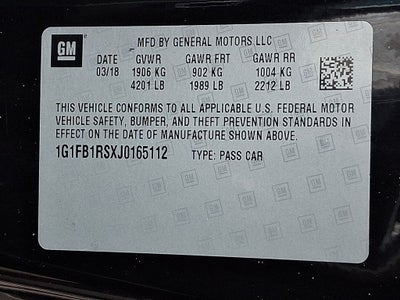 GM
MFD BY GENERAL MOTORS LLC
DATE GVWR GAWR FRT GAWR RR
03/18 1906 KG 902 KG 1004 KG
4201 LB 1989 LB 2212 LB
THIS VEHICLE CONFORMS TO ALL APPLICABLE U.S. FEDERAL MOTOR
VEHICLE SAFETY, BUMPER, AND THEFT PREVENTION STANDARDS IN
EFFECT ON THE DATE OF MANUFACTURE SHOWN ABOVE.
1G1FB1RSXJ0165112 TYPE: PASS CAR